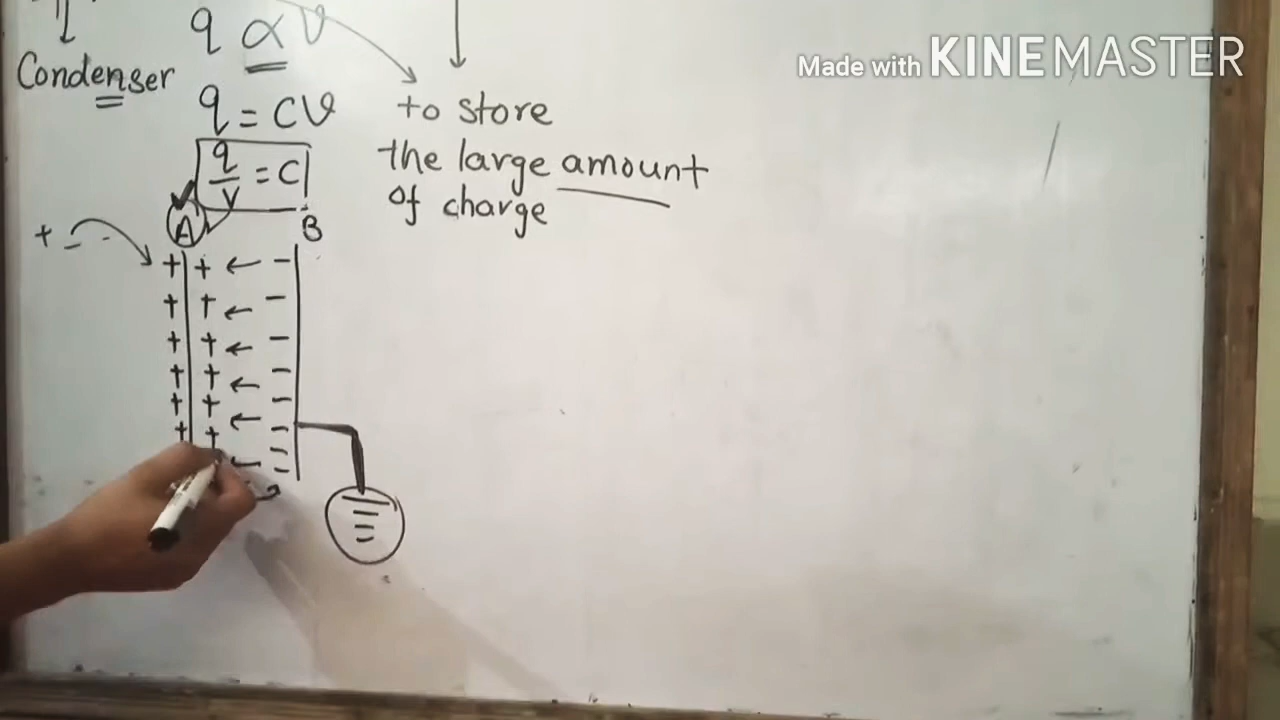 Made with KINEMASTER
q ∝ V
Condenser
q = CV
q/V = C
to store
the large amount
of charge
A B
+ - -
+ + ← -
+ + ← -
+ + ← -
+ + ← -
+ + ← -
+ + -
← -
-